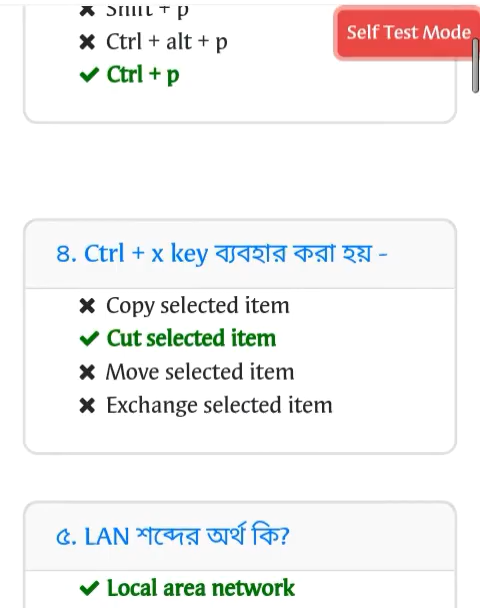 Shift + p
Self Test Mode
Ctrl + alt + p
Ctrl + p
৪. Ctrl + x key ব্যবহার করা হয় -
Copy selected item
Cut selected item
Move selected item
Exchange selected item
৫. LAN শব্দের অর্থ কি?
Local area network